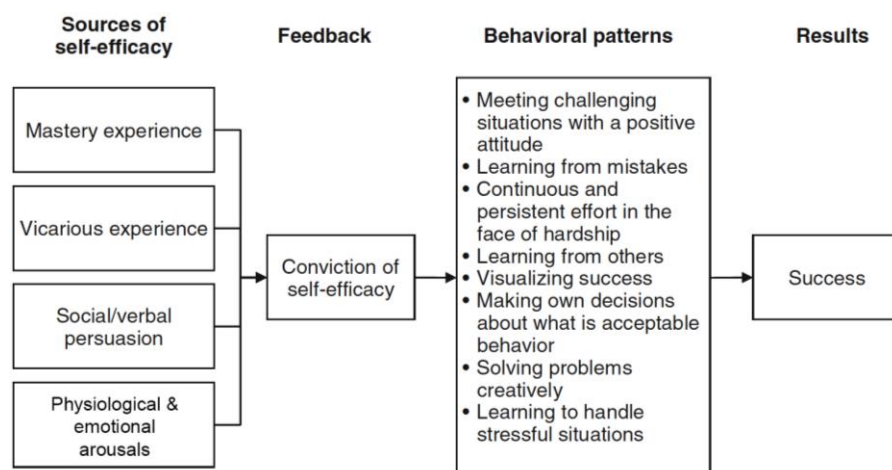 Sources of
self-efficacy
Feedback
Behavioral patterns
Results
Mastery experience
Vicarious experience
Social/verbal
persuasion
Physiological &
emotional
arousals
Conviction of
self-efficacy
• Meeting challenging
situations with a positive
attitude
• Learning from mistakes
• Continuous and
persistent effort in the
face of hardship
• Learning from others
• Visualizing success
• Making own decisions
about what is acceptable
behavior
• Solving problems
creatively
• Learning to handle
stressful situations
Success